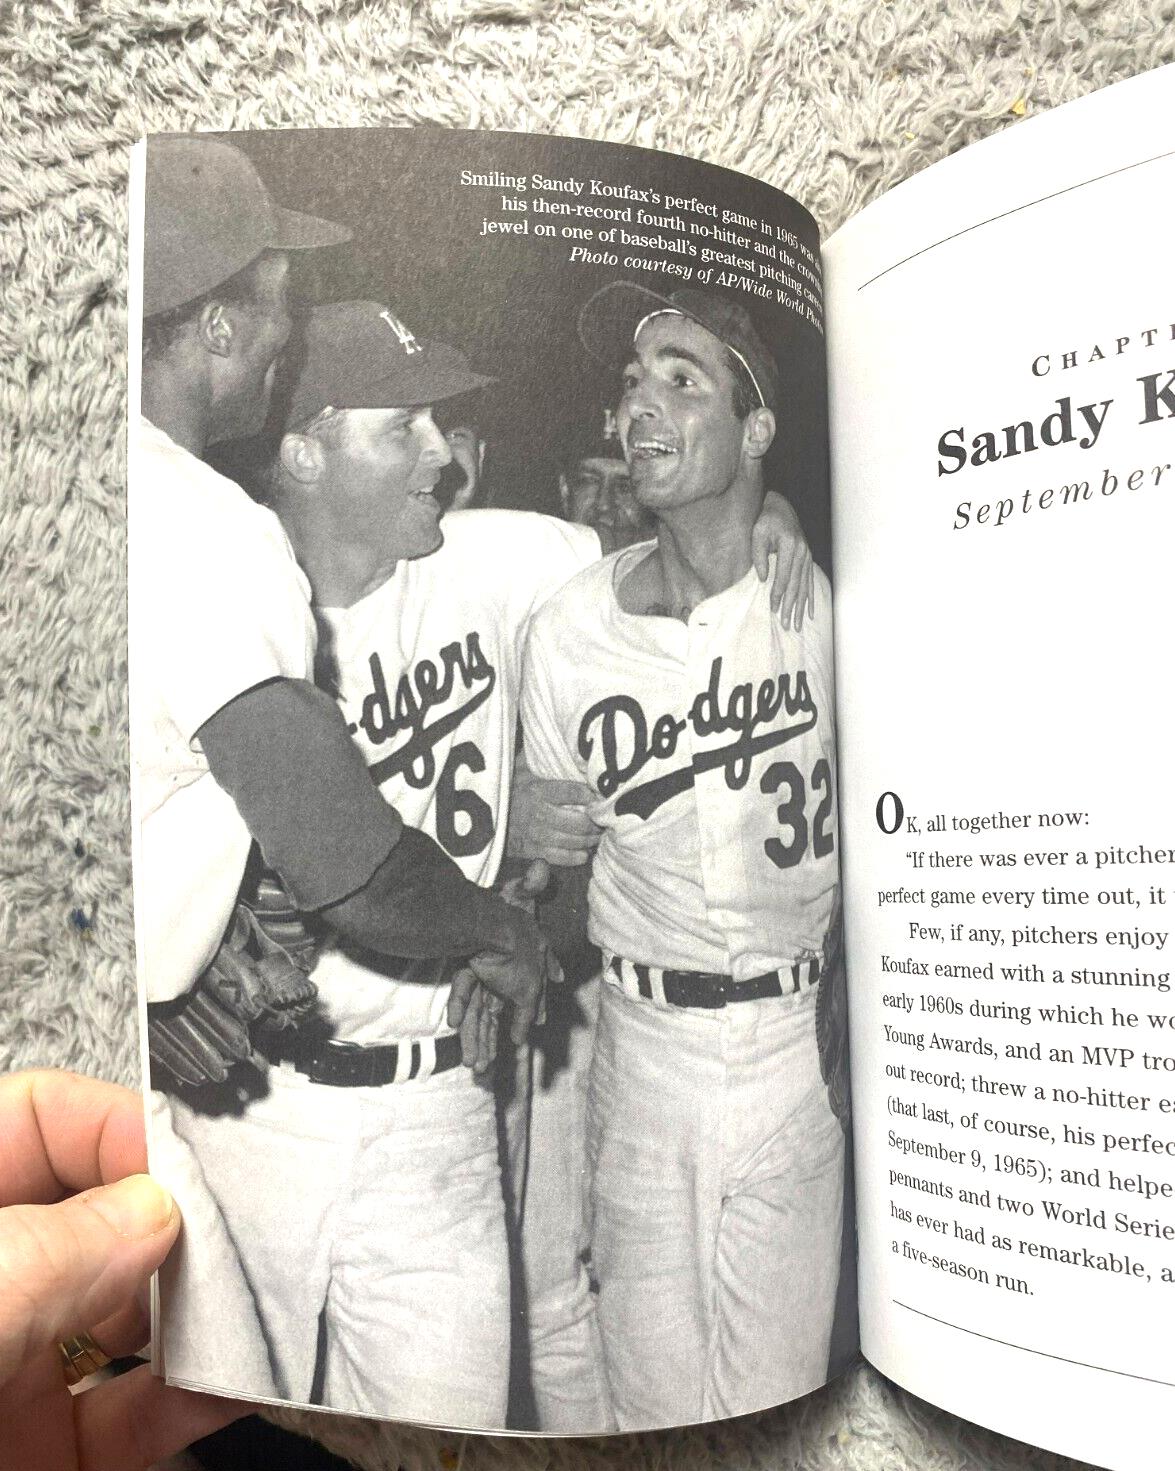 Smiling Sandy Koufax's perfect game in 1965 was
his then-record fourth no-hitter and the crown
jewel on one of baseball's greatest pitching
Photo courtesy of AP/Wide World
LA
dgers
6
Dodgers
32
CHAPT
Sandy K
September
OK, all together now:
"If there was ever a pitcher
perfect game every time out, it
Few, if any, pitchers enjoy
Koufax earned with a stunning
early 1960s during which he wo
Young Awards, and an MVP tro
out record; threw a no-hitter ea
(that last, of course, his perfec
September 9, 1965); and helpe
pennants and two World Serie
has ever had as remarkable, a
a five-season run.